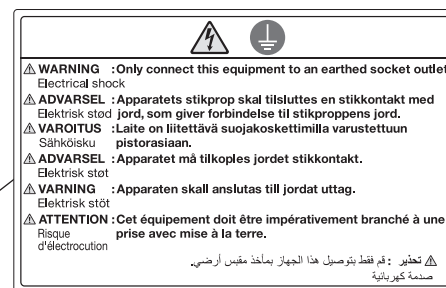 ⚠ WARNING : Only connect this equipment to an earthed socket outlet
Electrical shock
⚠ ADVARSEL : Apparatets stikprop skal tilsluttes en stikkontakt med
Elektrisk stød jord, som giver forbindelse til stikproppens jord.
⚠ VAROITUS : Laite on liitettävä suojakoskettimilla varustettuun
Sähköisku pistorasiaan.
⚠ ADVARSEL : Apparatet må tilkoples jordet stikkontakt.
Elektrisk støt
⚠ VARNING : Apparaten skall anslutas till jordat uttag.
Elektrisk stöt
⚠ ATTENTION : Cet équipement doit être impérativement branché à une
Risque prise avec mise à la terre.
d'électrocution
⚠ تحذير : قم فقط بتوصيل هذا الجهاز بمأخذ مقبس أرضي.
صدمة كهربائية